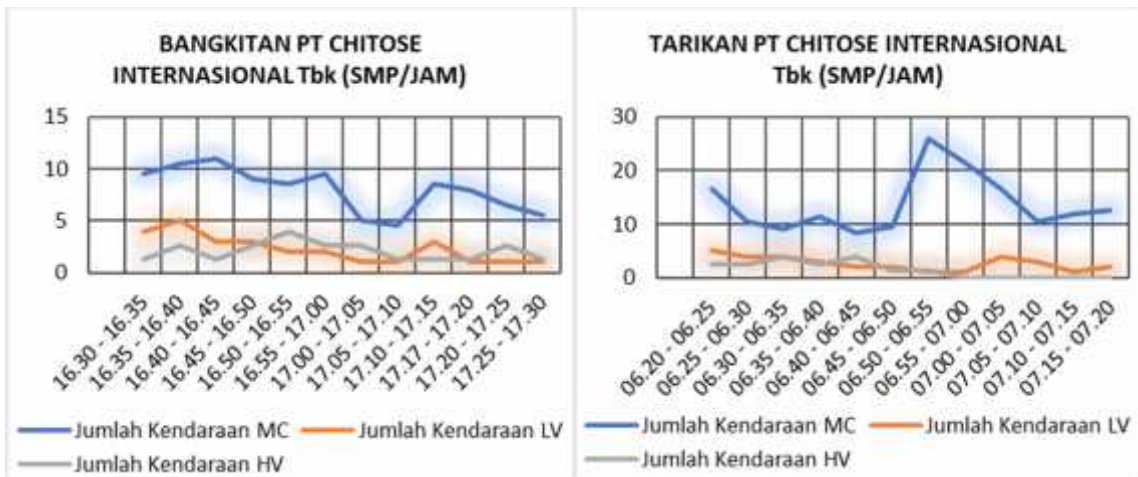 BANGKITAN PT CHITOSE
INTERNASIONAL Tbk (SMP/JAM)
15
10
5
0
16.30 - 16.35
16.35 - 16.40
16.40 - 16.45
16.45 - 16.50
16.50 - 16.55
16.55 - 17.00
17.00 - 17.05
17.05 - 17.10
17.10 - 17.15
17.17 - 17.20
17.20 - 17.25
17.25 - 17.30
Jumlah Kendaraan MC
Jumlah Kendaraan LV
Jumlah Kendaraan HV
TARIKAN PT CHITOSE INTERNASIONAL
Tbk (SMP/JAM)
30
20
10
0
06.20 - 06.25
06.25 - 06.30
06.30 - 06.35
06.35 - 06.40
06.40 - 06.45
06.45 - 06.50
06.50 - 06.55
06.55 - 07.00
07.00 - 07.05
07.05 - 07.10
07.10 - 07.15
07.15 - 07.20
Jumlah Kendaraan MC
Jumlah Kendaraan LV
Jumlah Kendaraan HV